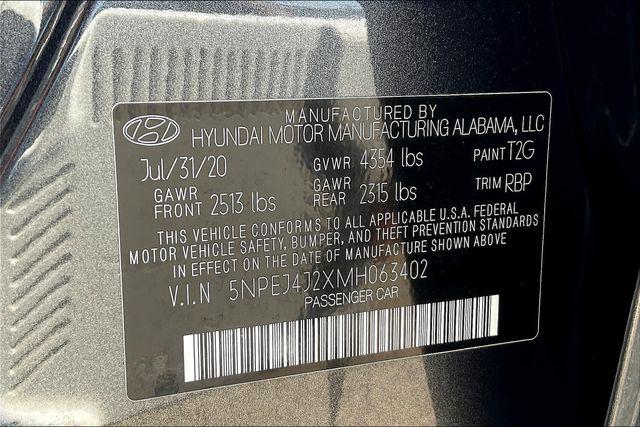 MANUFACTURED BY
HYUNDAI MOTOR MANUFACTURING ALABAMA, LLC
Jul/31/20 GVWR 4354 lbs PAINT T2G
GAWR FRONT 2513 lbs GAWR REAR 2315 lbs TRIM RBP
THIS VEHICLE CONFORMS TO ALL APPLICABLE U.S.A. FEDERAL
MOTOR VEHICLE SAFETY, BUMPER, AND THEFT PREVENTION STANDARDS
IN EFFECT ON THE DATE OF MANUFACTURE SHOWN ABOVE
V.I.N 5NPEJ4J2XMH063402
PASSENGER CAR